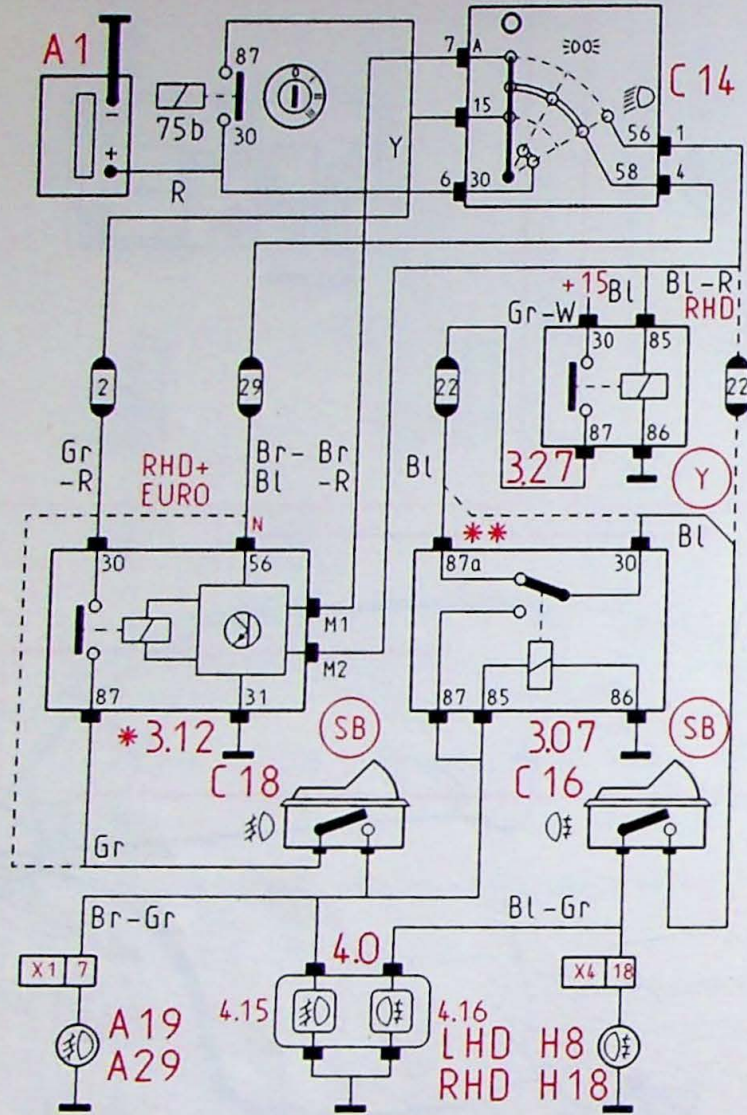 A1
87
75b
30
-
+
R
Y
7 A
15
6 30
56 1
58 4
C14
+15
Bl
Bl-R
RHD
Gr-W
30 85
87 86
3.27
Y
2
29
22
22
Gr
-R
RHD+
EURO
Br-
Bl
Br
-R
Bl
N
**
Bl
30 56
M1
M2
87 31
*3.12
SB
87a 30
87 85 86
3.07
SB
C18
C16
Gr
Br-Gr
Bl-Gr
X1 7
4.0
X4 18
A19
A29
4.15
4.16
LHD H8
RHD H18